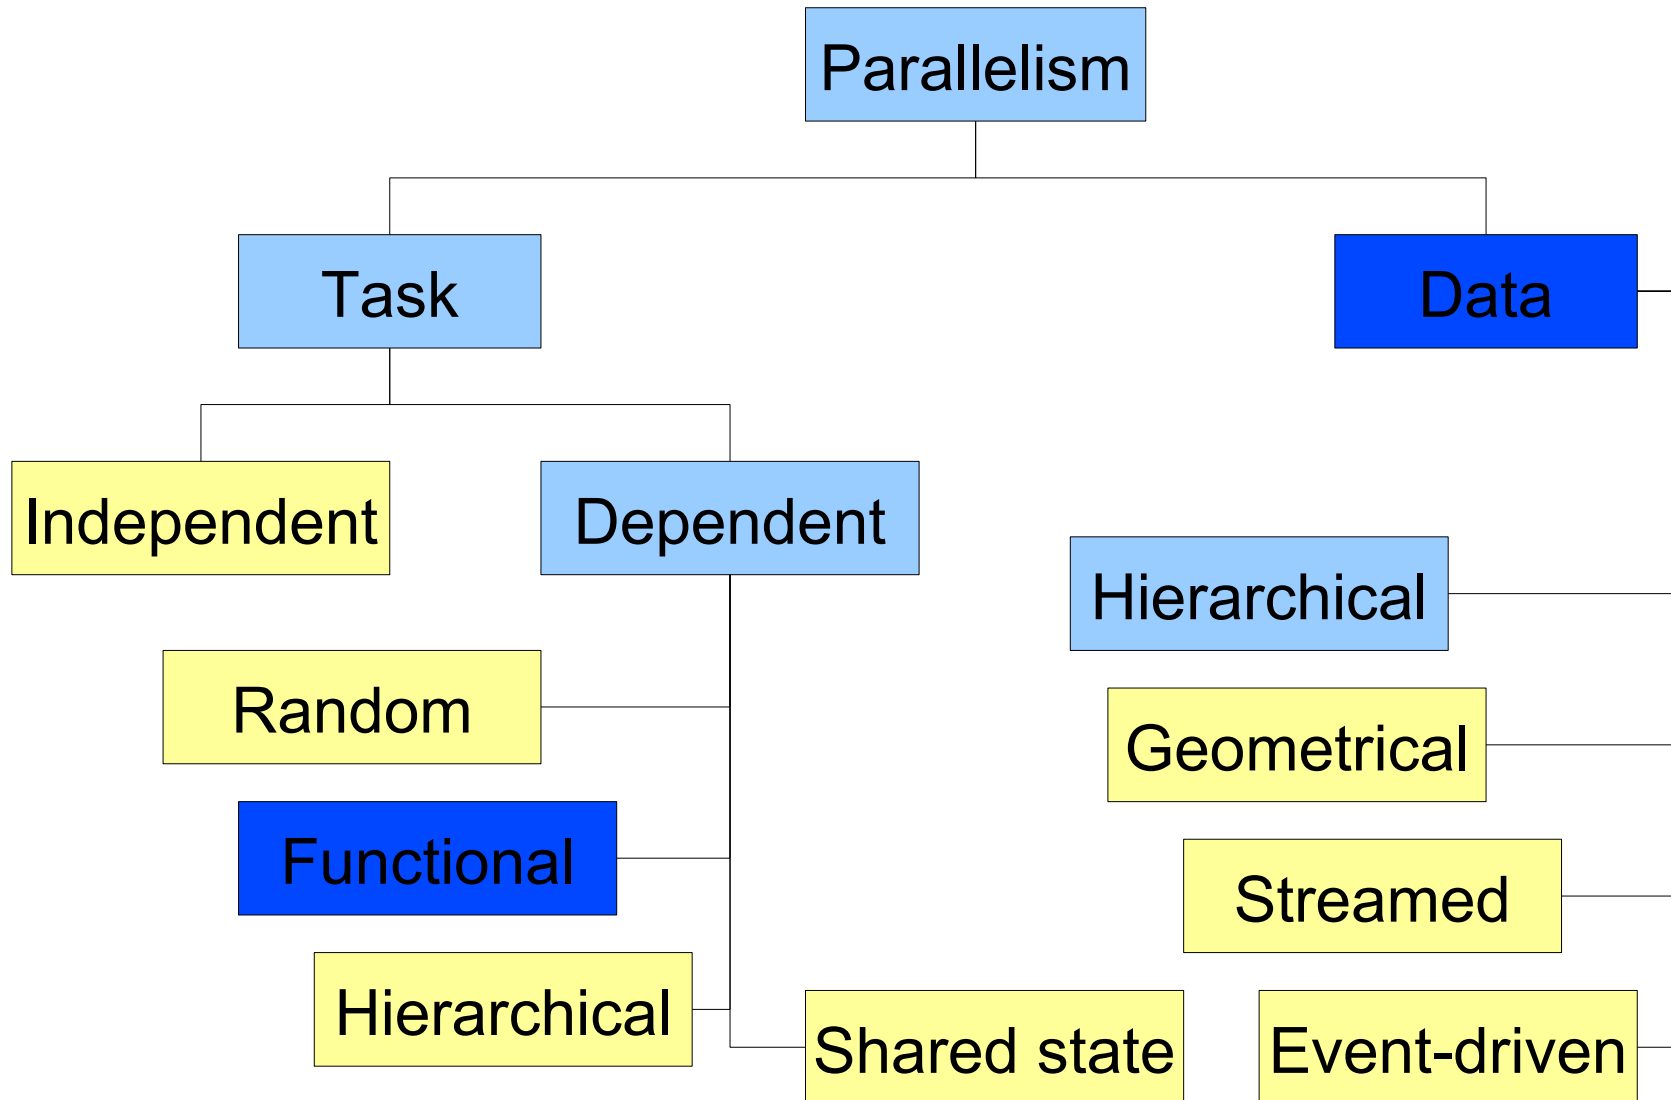 Parallelism
Task
Data
Independent
Dependent
Hierarchical
Random
Geometrical
Functional
Streamed
Hierarchical
Shared state
Event-driven